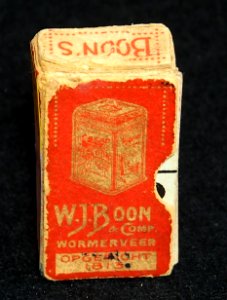 BOON'S
W.J.BOON
& COMP.
WORMERVEER
OPGERICHT